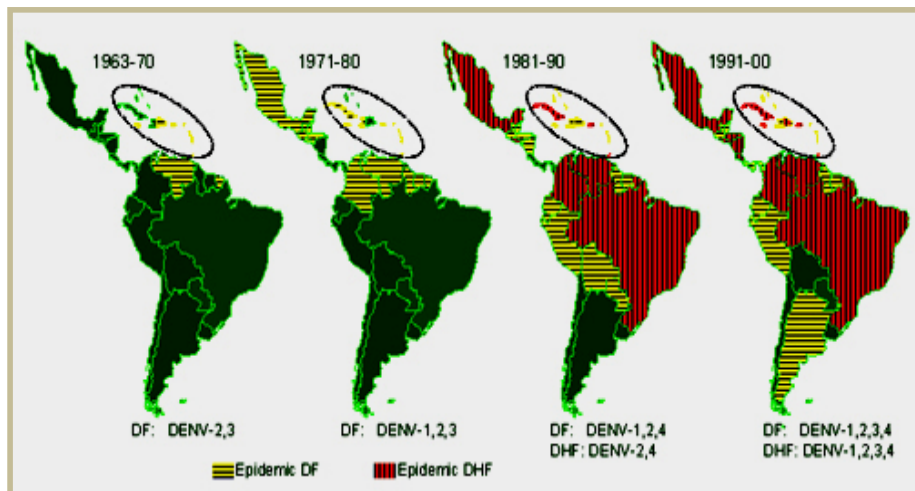 1963-70
1971-80
1981-90
1991-00
DF: DENV-2,3
DF: DENV-1,2,3
DF: DENV-1,2,4
DHF: DENV-2,4
DF: DENV-1,2,3,4
DHF: DENV-1,2,3,4
Epidemic DF
Epidemic DHF